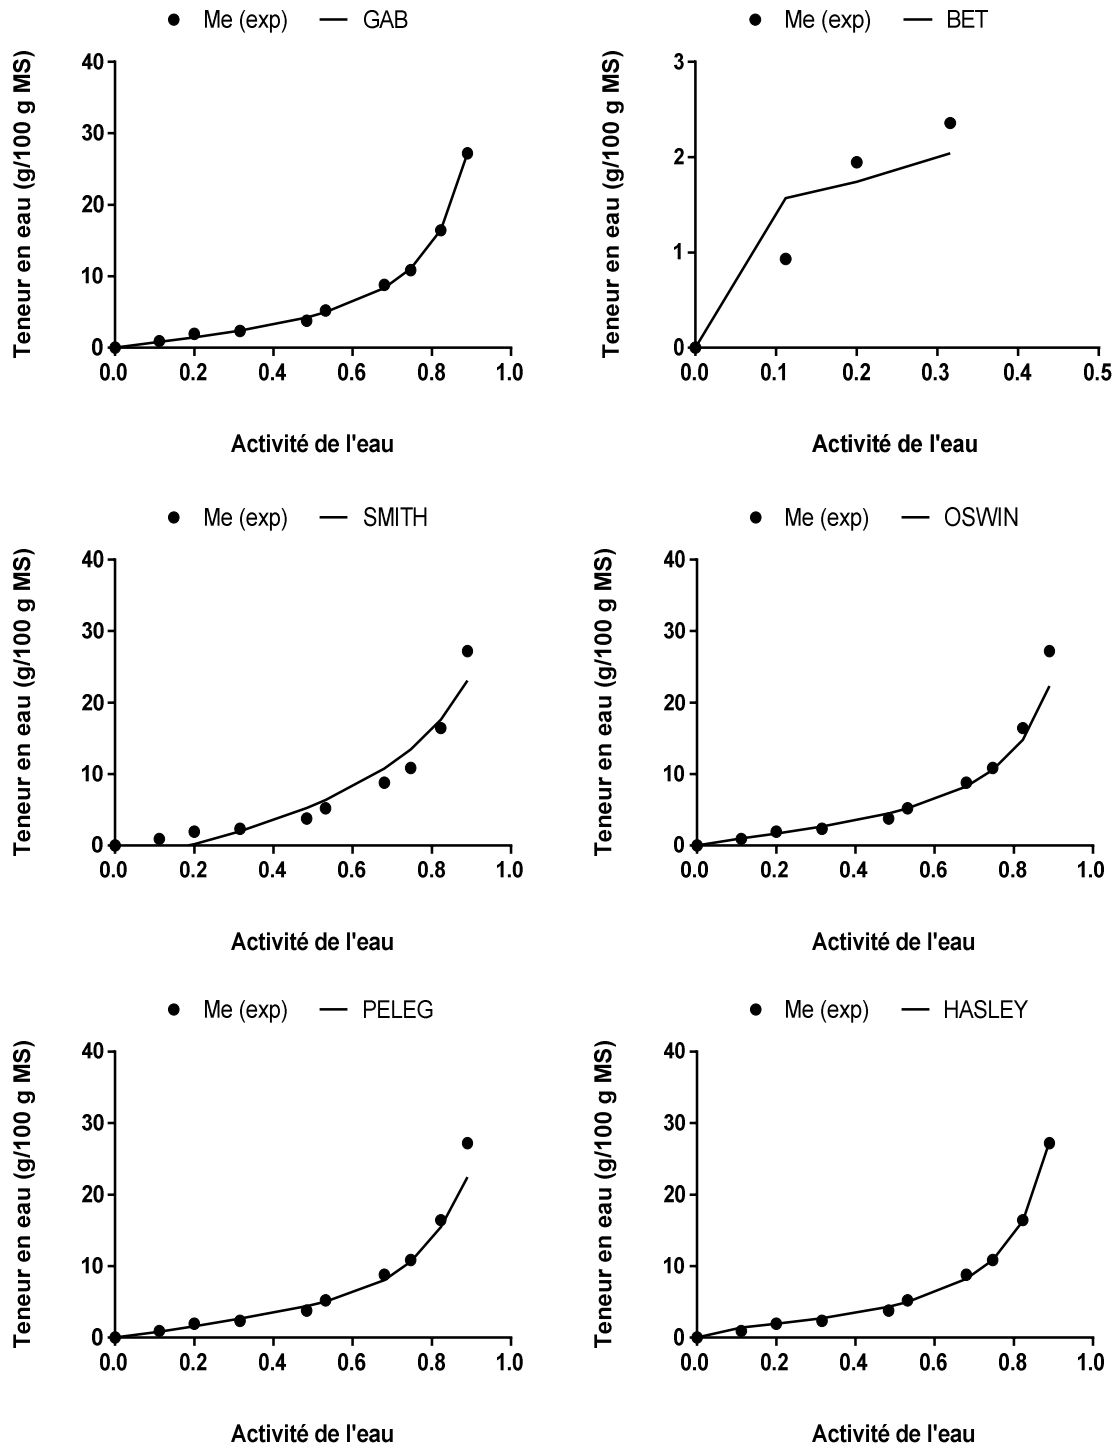 Me (exp) GAB
Teneur en eau (g/100 g MS)
40
30
20
10
0
0.0 0.2 0.4 0.6 0.8 1.0
Activité de l'eau
Me (exp) BET
Teneur en eau (g/100 g MS)
3
2
1
0
0.0 0.1 0.2 0.3 0.4 0.5
Activité de l'eau
Me (exp) SMITH
Teneur en eau (g/100 g MS)
40
30
20
10
0
0.0 0.2 0.4 0.6 0.8 1.0
Activité de l'eau
Me (exp) OSWIN
Teneur en eau (g/100 g MS)
40
30
20
10
0
0.0 0.2 0.4 0.6 0.8 1.0
Activité de l'eau
Me (exp) PELEG
Teneur en eau (g/100 g MS)
40
30
20
10
0
0.0 0.2 0.4 0.6 0.8 1.0
Activité de l'eau
Me (exp) HASLEY
Teneur en eau (g/100 g MS)
40
30
20
10
0
0.0 0.2 0.4 0.6 0.8 1.0
Activité de l'eau